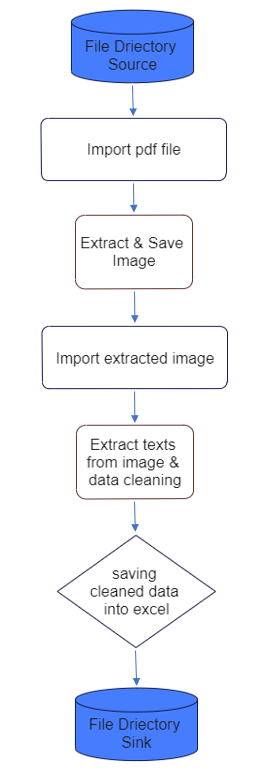 File Driectory
Source
Import pdf file
Extract & Save
Image
Import extracted image
Extract texts
from image &
data cleaning
saving
cleaned data
into excel
File Driectory
Sink